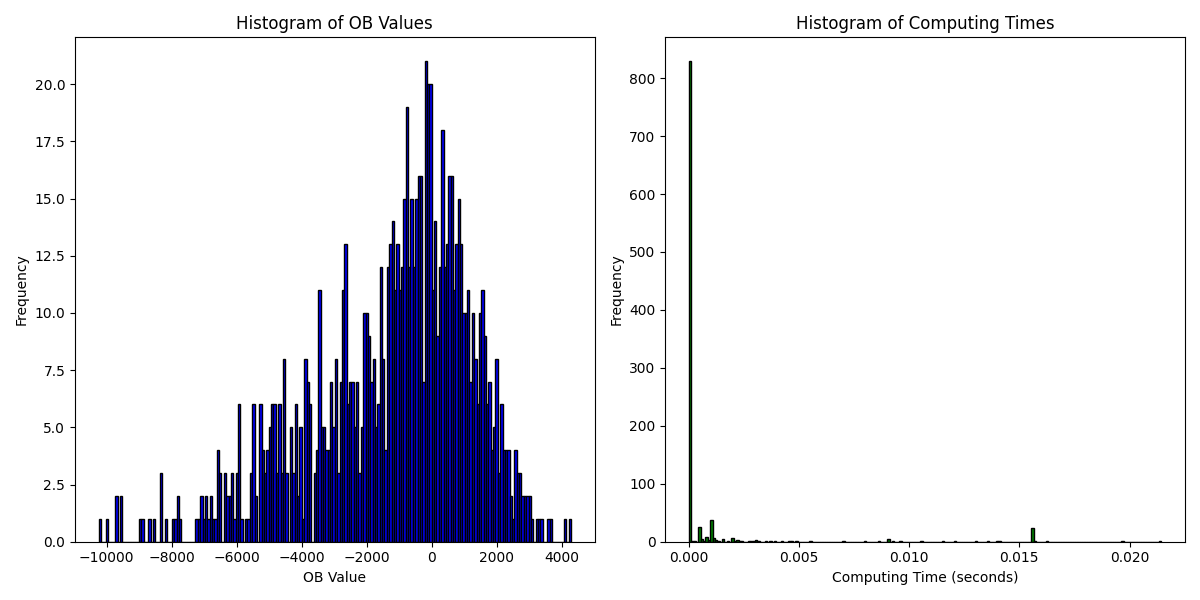 Histogram of OB Values
Frequency
20.0
17.5
15.0
12.5
10.0
7.5
5.0
2.5
0.0
−10000 −8000 −6000 −4000 −2000 0 2000 4000
OB Value
Histogram of Computing Times
Frequency
800
700
600
500
400
300
200
100
0
0.000 0.005 0.010 0.015 0.020
Computing Time (seconds)